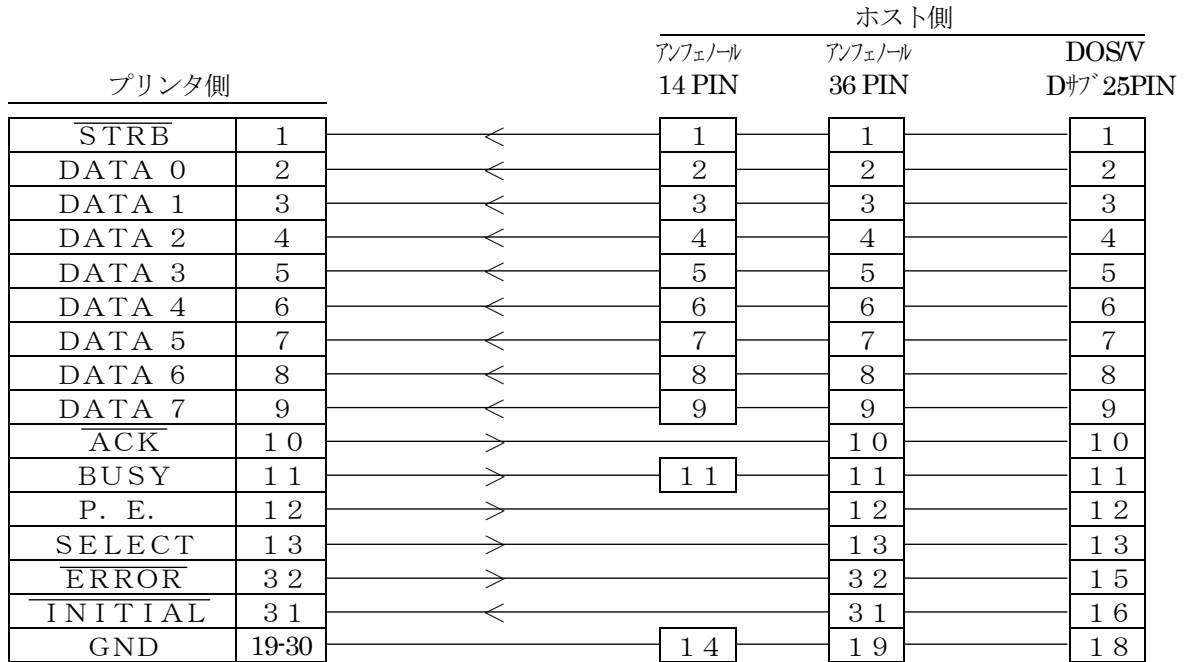 ホスト側
アンフェノール アンフェノール DOS/V
プリンタ側 14 PIN 36 PIN Dサブ 25PIN
STRB 1 1 1 1
DATA 0 2 2 2 2
DATA 1 3 3 3 3
DATA 2 4 4 4 4
DATA 3 5 5 5 5
DATA 4 6 6 6 6
DATA 5 7 7 7 7
DATA 6 8 8 8 8
DATA 7 9 9 9 9
ACK 10 10 10
BUSY 11 11 11 11
P. E. 12 12 12
SELECT 13 13 13
ERROR 32 32 15
INITIAL 31 31 16
GND 19-30 14 19 18